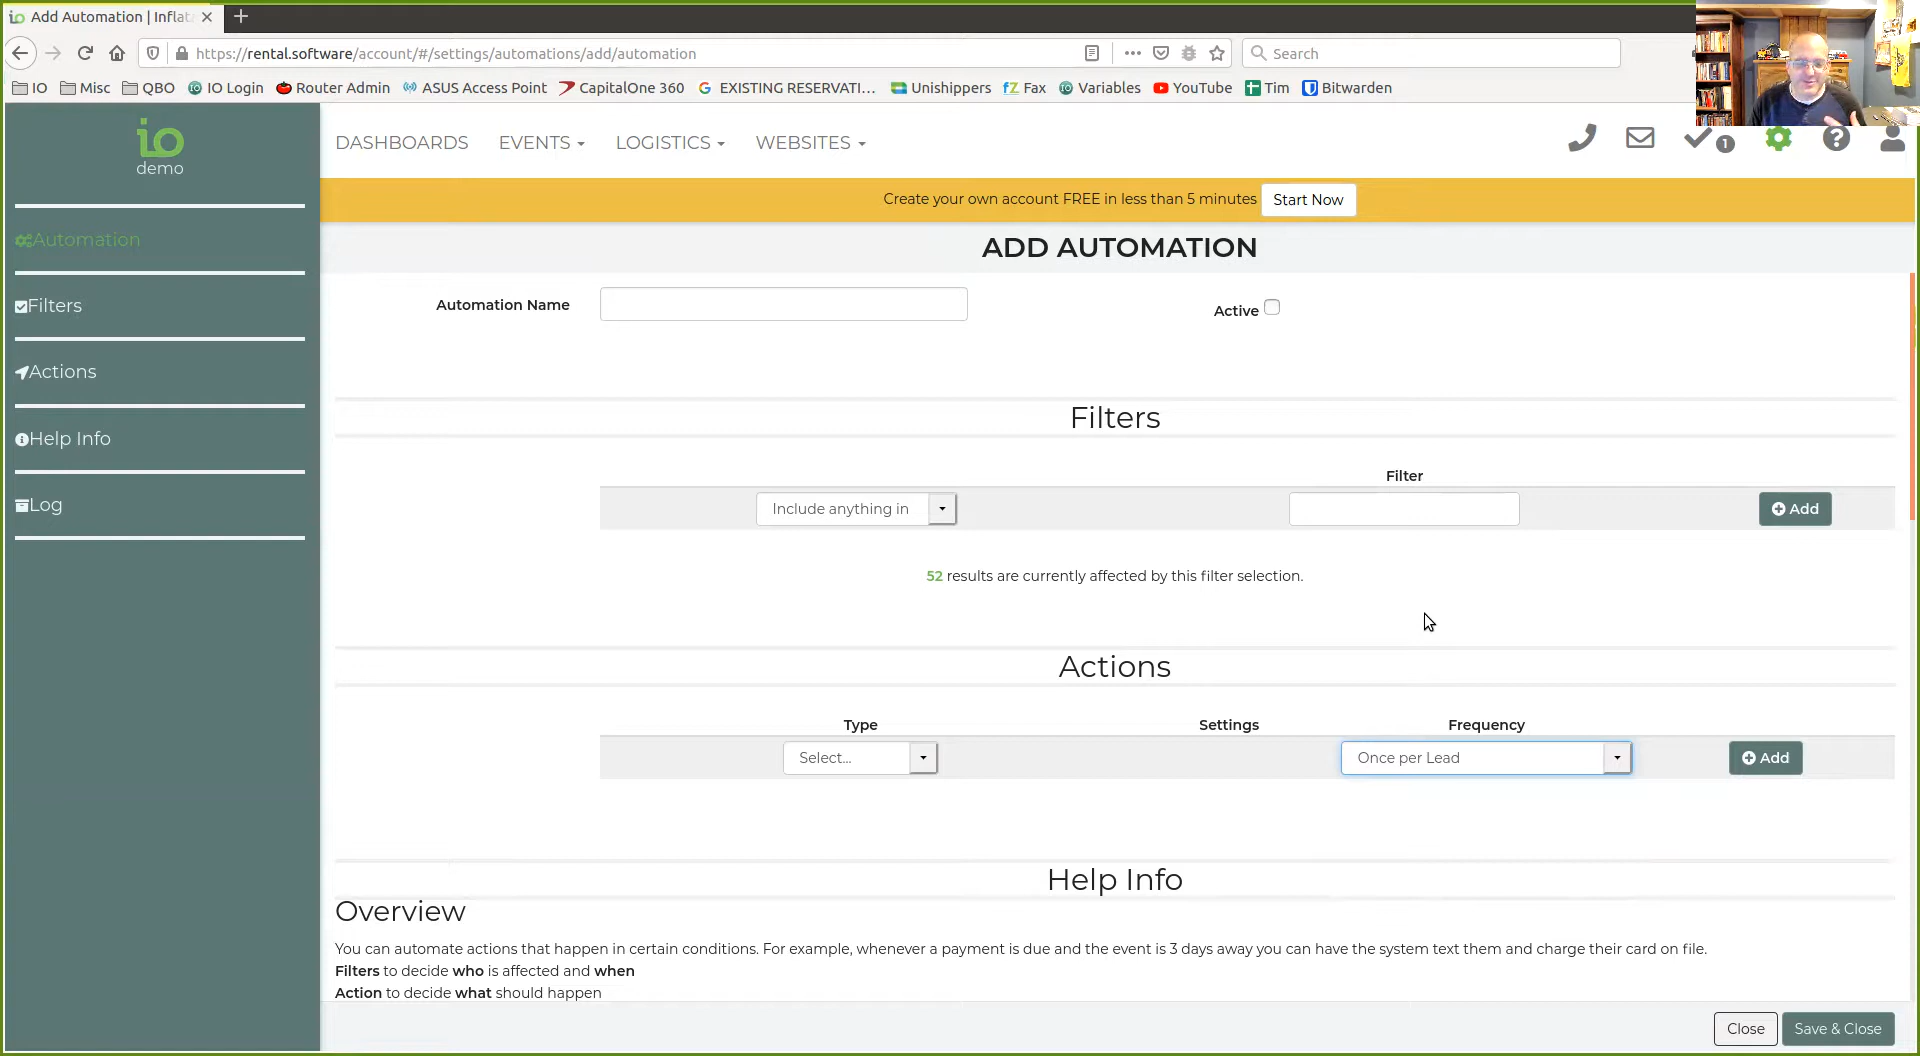 Add Automation | Inflat
https://rental.software/account/#/settings/automations/add/automation
Search
IO Misc QBO IO Login Router Admin ASUS Access Point CapitalOne 360 EXISTING RESERVATI... Unishippers Fax Variables YouTube Tim Bitwarden
io
demo
DASHBOARDS EVENTS LOGISTICS WEBSITES
1
Create your own account FREE in less than 5 minutes Start Now
ADD AUTOMATION
Automation
Filters
Actions
Help Info
Log
Automation Name
Active
Filters
Filter
Include anything in
Add
52 results are currently affected by this filter selection.
Actions
Type Settings Frequency
Select... Once per Lead Add
Help Info
Overview
You can automate actions that happen in certain conditions. For example, whenever a payment is due and the event is 3 days away you can have the system text them and charge their card on file.
Filters to decide who is affected and when
Action to decide what should happen
Close Save & Close